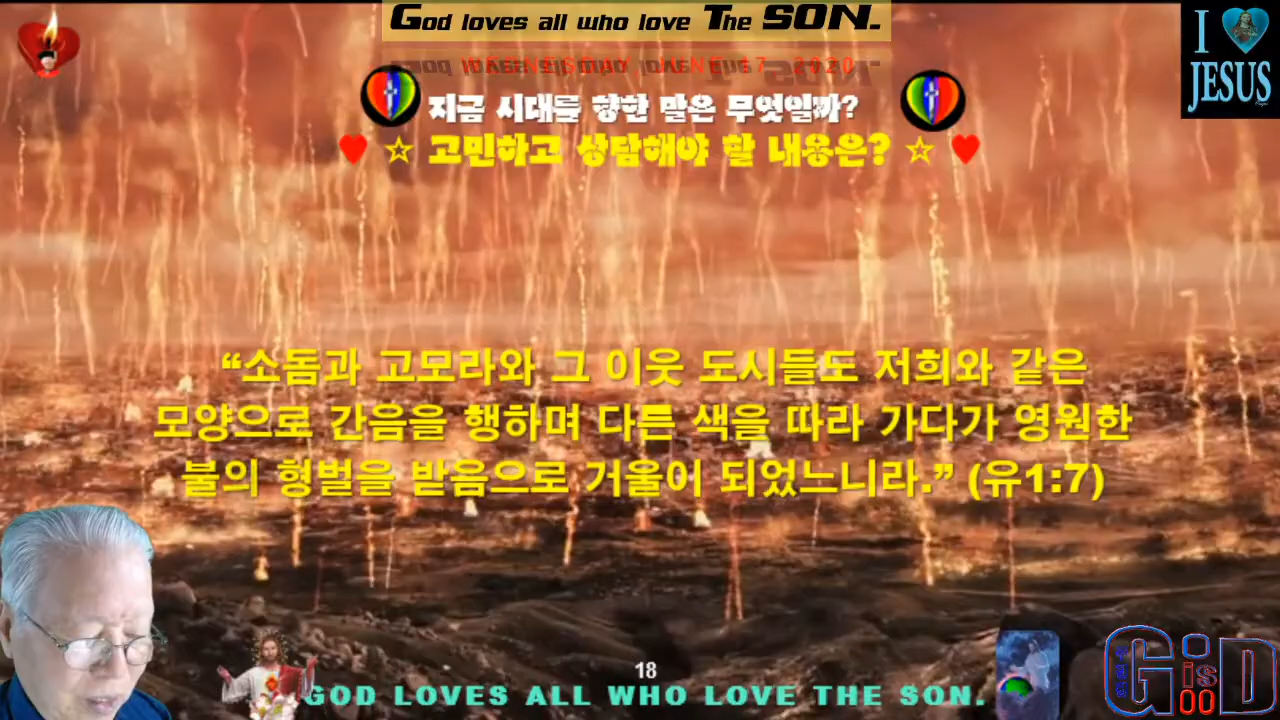 God loves all who love The SON.
WEDNESDAY, JUNE 17, 2020
I
JESUS
지금 시대를 향한 말은 무엇일까?
고민하고 상담해야 할 내용은?
“소돔과 고모라와 그 이웃 도시들도 저희와 같은
모양으로 간음을 행하며 다른 색을 따라 가다가 영원한
불의 형벌을 받음으로 거울이 되었느니라.” (유1:7)
18
GOD LOVES ALL WHO LOVE THE SON.
GisD